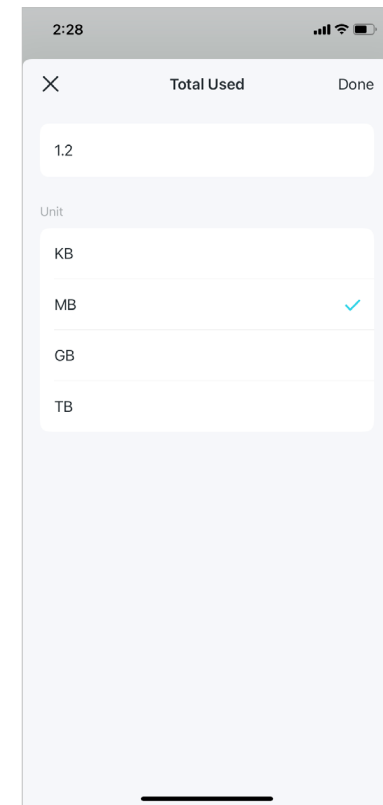 2:28
Total Used Done
1.2
Unit
KB
MB
GB
TB